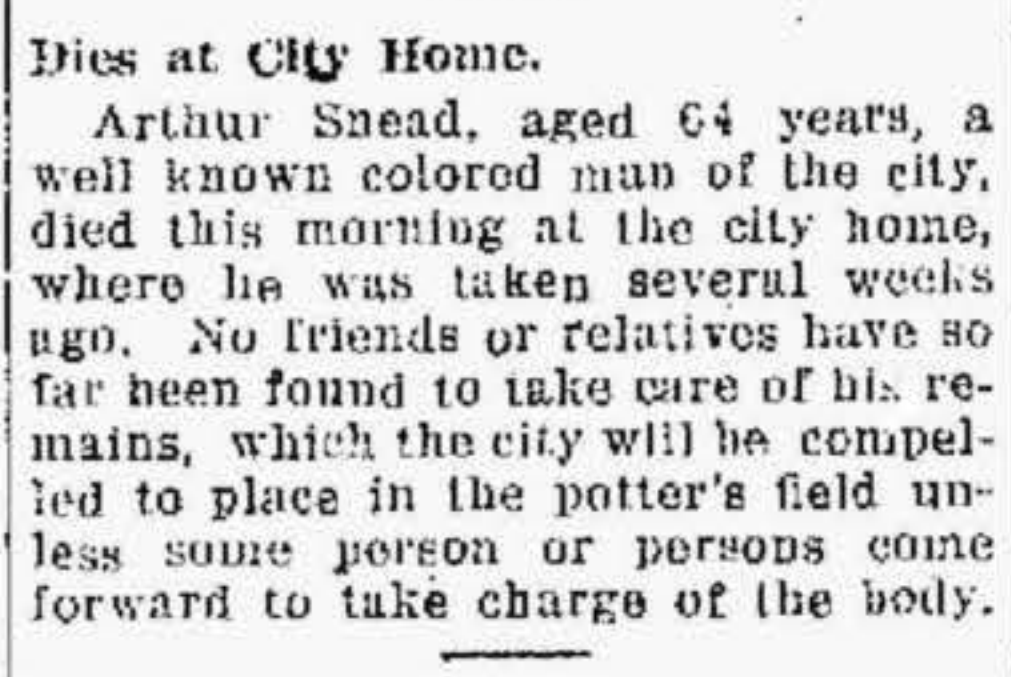 Dies at City Home.
Arthur Snead, aged 64 years, a
well known colored man of the city,
died this morning at the city home,
where he was taken several weeks
ago. No friends or relatives have so
far been found to take care of his re-
mains, which the city will be compel-
led to place in the potter's field un-
less some person or persons come
forward to take charge of the body.